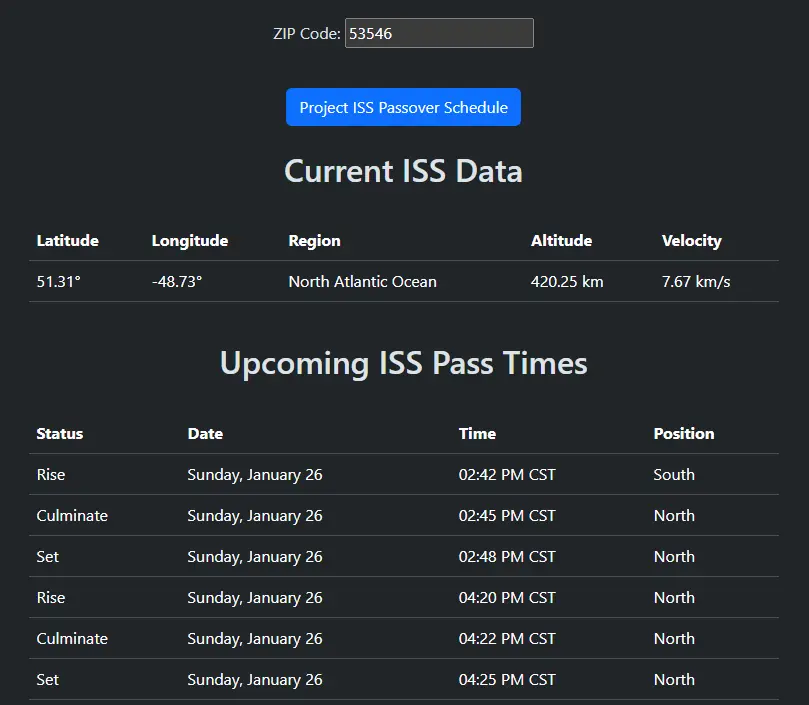 ZIP Code: 53546
Project ISS Passover Schedule
Current ISS Data
Latitude Longitude Region Altitude Velocity
51.31° -48.73° North Atlantic Ocean 420.25 km 7.67 km/s
Upcoming ISS Pass Times
Status Date Time Position
Rise Sunday, January 26 02:42 PM CST South
Culminate Sunday, January 26 02:45 PM CST North
Set Sunday, January 26 02:48 PM CST North
Rise Sunday, January 26 04:20 PM CST North
Culminate Sunday, January 26 04:22 PM CST North
Set Sunday, January 26 04:25 PM CST North